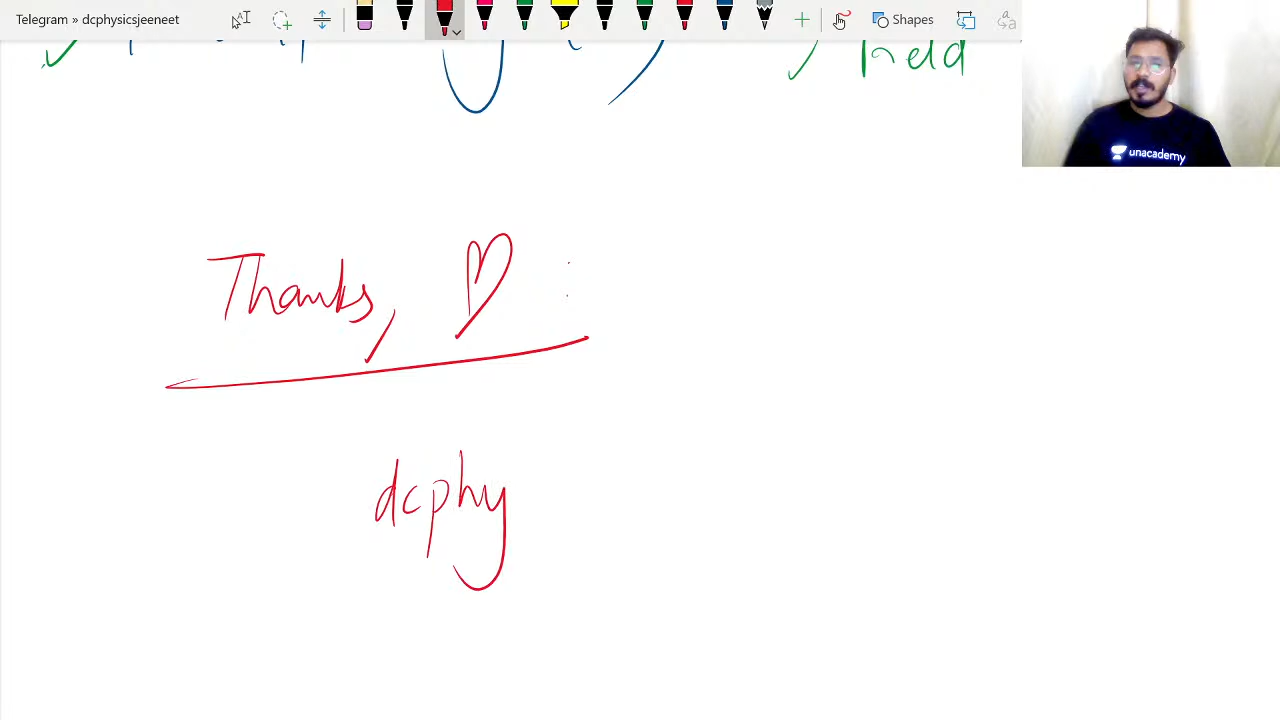 Telegram » dcphysicsjeeneet
Shapes
field
unacademy
Thanks,
dcphy